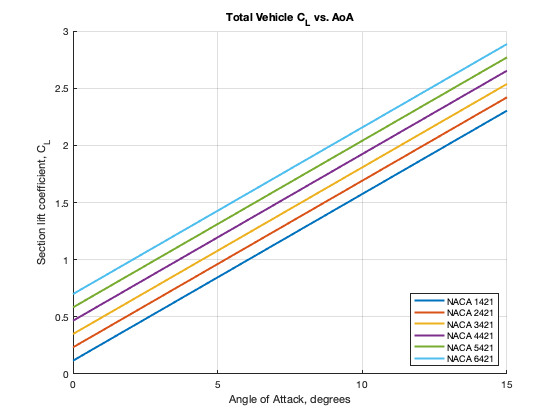 Total Vehicle C_L vs. AoA
Section lift coefficient, C_L
3
2.5
2
1.5
1
0.5
0
0
5
10
15
Angle of Attack, degrees
NACA 1421
NACA 2421
NACA 3421
NACA 4421
NACA 5421
NACA 6421